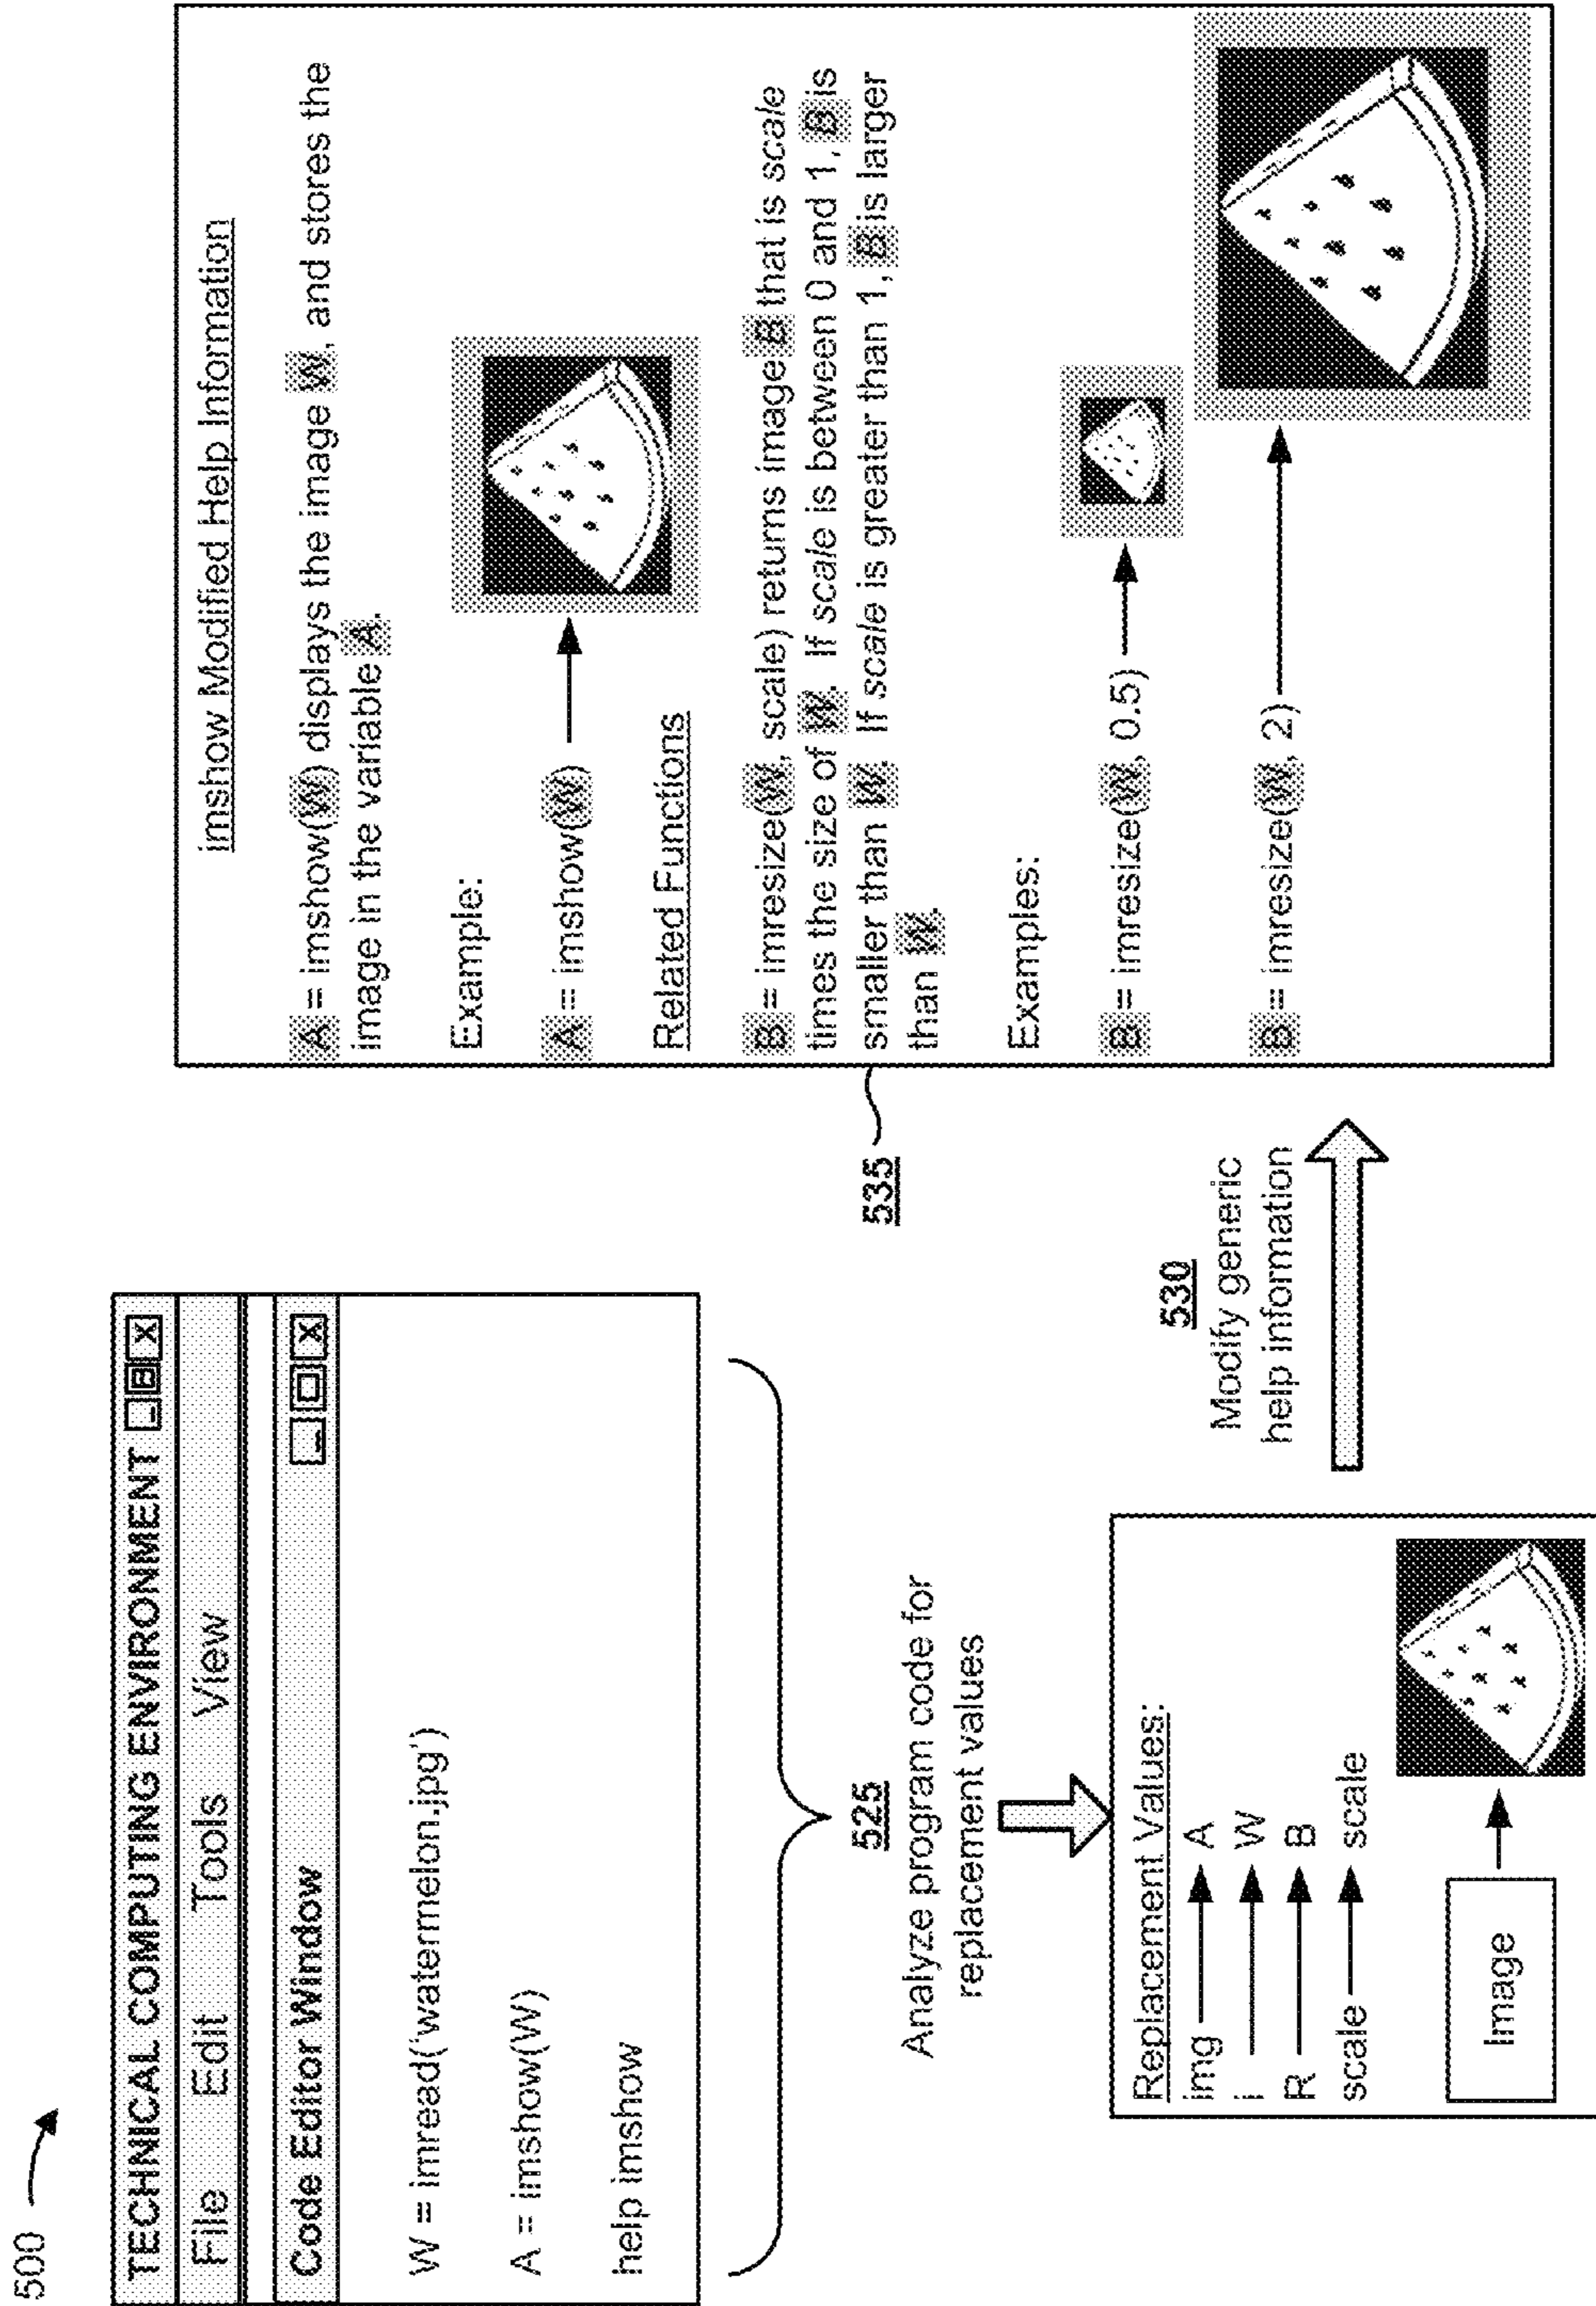 500
TECHNICAL COMPUTING ENVIRONMENT
File Edit Tools View
Code Editor Window
W = imread('watermelon.jpg')
A = imshow(W)
help imshow
525
Analyze program code for
replacement values
Replacement Values:
img A
i W
R B
scale scale
Image
530
Modify generic
help information
535
imshow Modified Help Information
A = imshow(W) displays the image W, and stores the
image in the variable A.
Example:
A = imshow(W)
Related Functions
B = imresize(W, scale) returns image B that is scale
times the size of W. If scale is between 0 and 1, B is
smaller than W. If scale is greater than 1, B is larger
than W.
Examples:
B = imresize(W, 0.5)
B = imresize(W, 2)